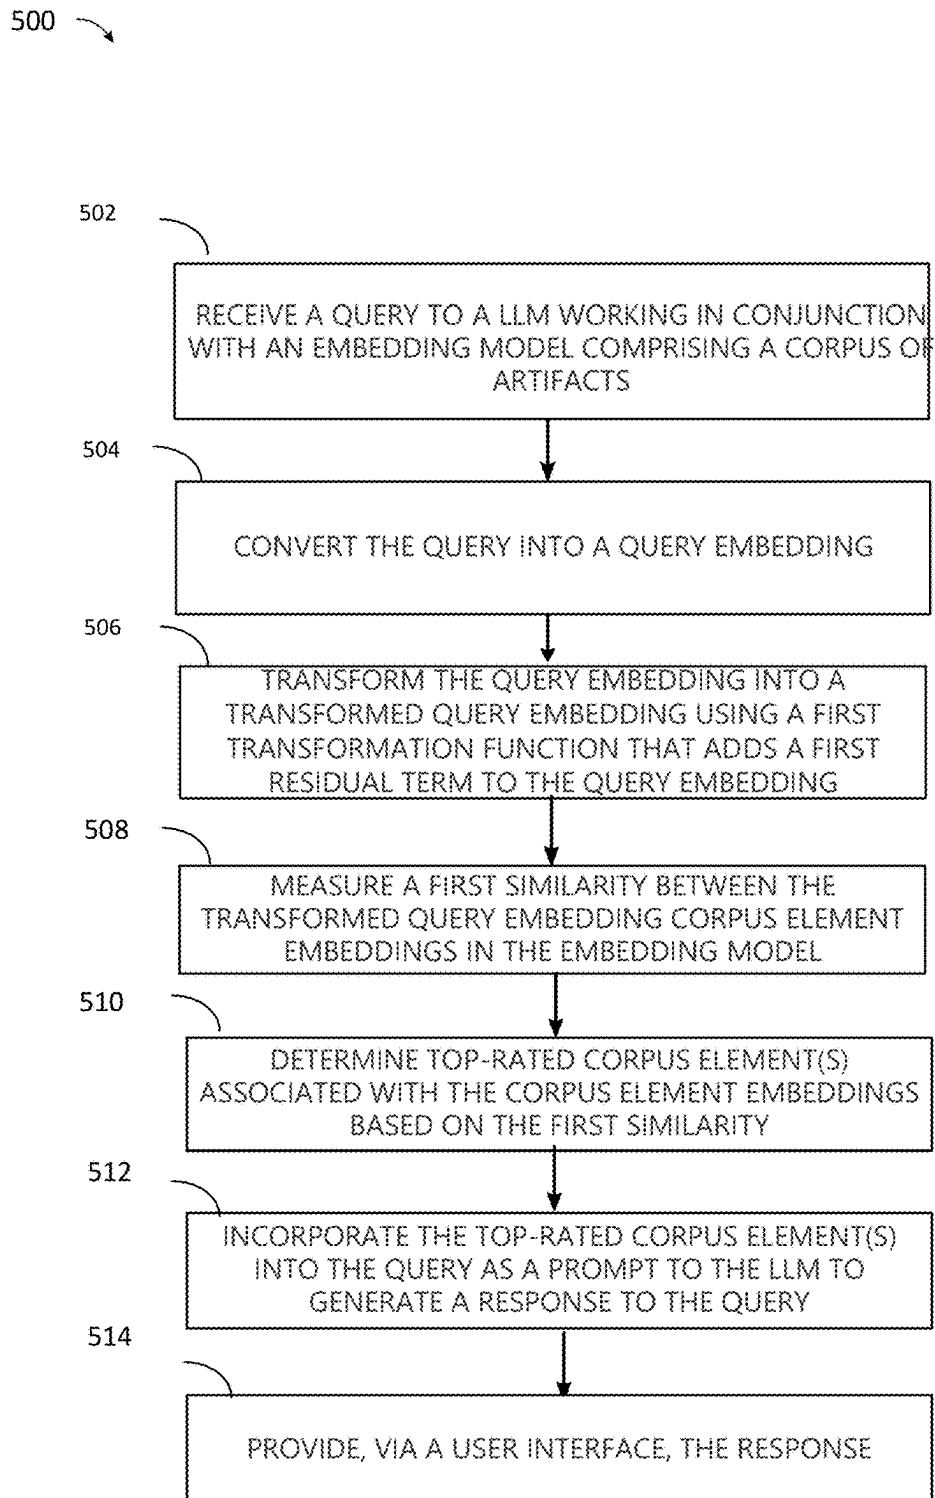 500
502
RECEIVE A QUERY TO A LLM WORKING IN CONJUNCTION
WITH AN EMBEDDING MODEL COMPRISING A CORPUS OF
ARTIFACTS
504
CONVERT THE QUERY INTO A QUERY EMBEDDING
506
TRANSFORM THE QUERY EMBEDDING INTO A
TRANSFORMED QUERY EMBEDDING USING A FIRST
TRANSFORMATION FUNCTION THAT ADDS A FIRST
RESIDUAL TERM TO THE QUERY EMBEDDING
508
MEASURE A FIRST SIMILARITY BETWEEN THE
TRANSFORMED QUERY EMBEDDING CORPUS ELEMENT
EMBEDDINGS IN THE EMBEDDING MODEL
510
DETERMINE TOP-RATED CORPUS ELEMENT(S)
ASSOCIATED WITH THE CORPUS ELEMENT EMBEDDINGS
BASED ON THE FIRST SIMILARITY
512
INCORPORATE THE TOP-RATED CORPUS ELEMENT(S)
INTO THE QUERY AS A PROMPT TO THE LLM TO
GENERATE A RESPONSE TO THE QUERY
514
PROVIDE, VIA A USER INTERFACE, THE RESPONSE